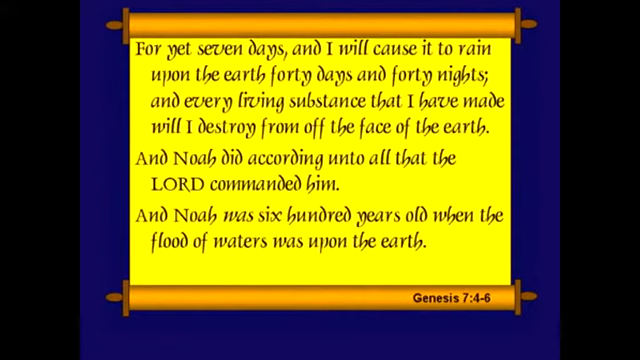 For yet seven days, and I will cause it to rain
upon the earth forty days and forty nights;
and every living substance that I have made
will I destroy from off the face of the earth.
And Noah did according unto all that the
LORD commanded him.
And Noah was six hundred years old when the
flood of waters was upon the earth.
Genesis 7:4-6